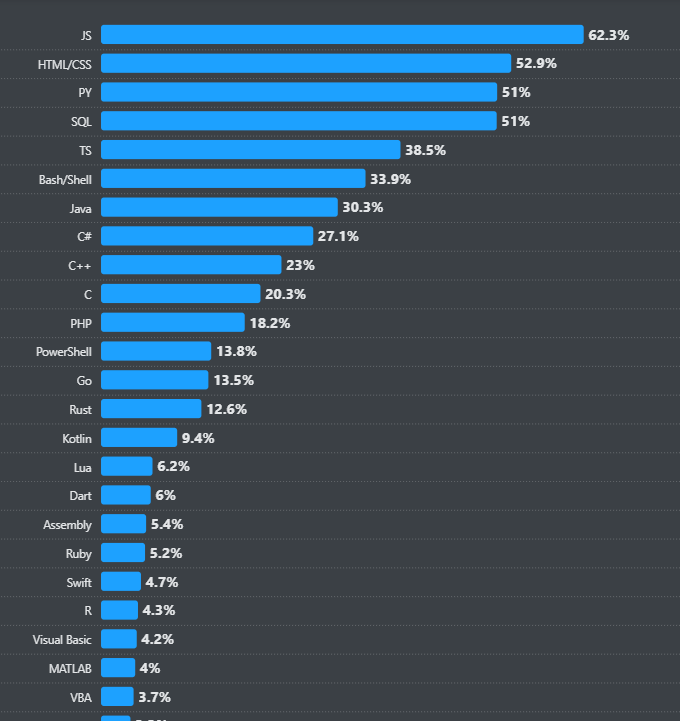 JS 62.3%
HTML/CSS 52.9%
PY 51%
SQL 51%
TS 38.5%
Bash/Shell 33.9%
Java 30.3%
C# 27.1%
C++ 23%
C 20.3%
PHP 18.2%
PowerShell 13.8%
Go 13.5%
Rust 12.6%
Kotlin 9.4%
Lua 6.2%
Dart 6%
Assembly 5.4%
Ruby 5.2%
Swift 4.7%
R 4.3%
Visual Basic 4.2%
MATLAB 4%
VBA 3.7%